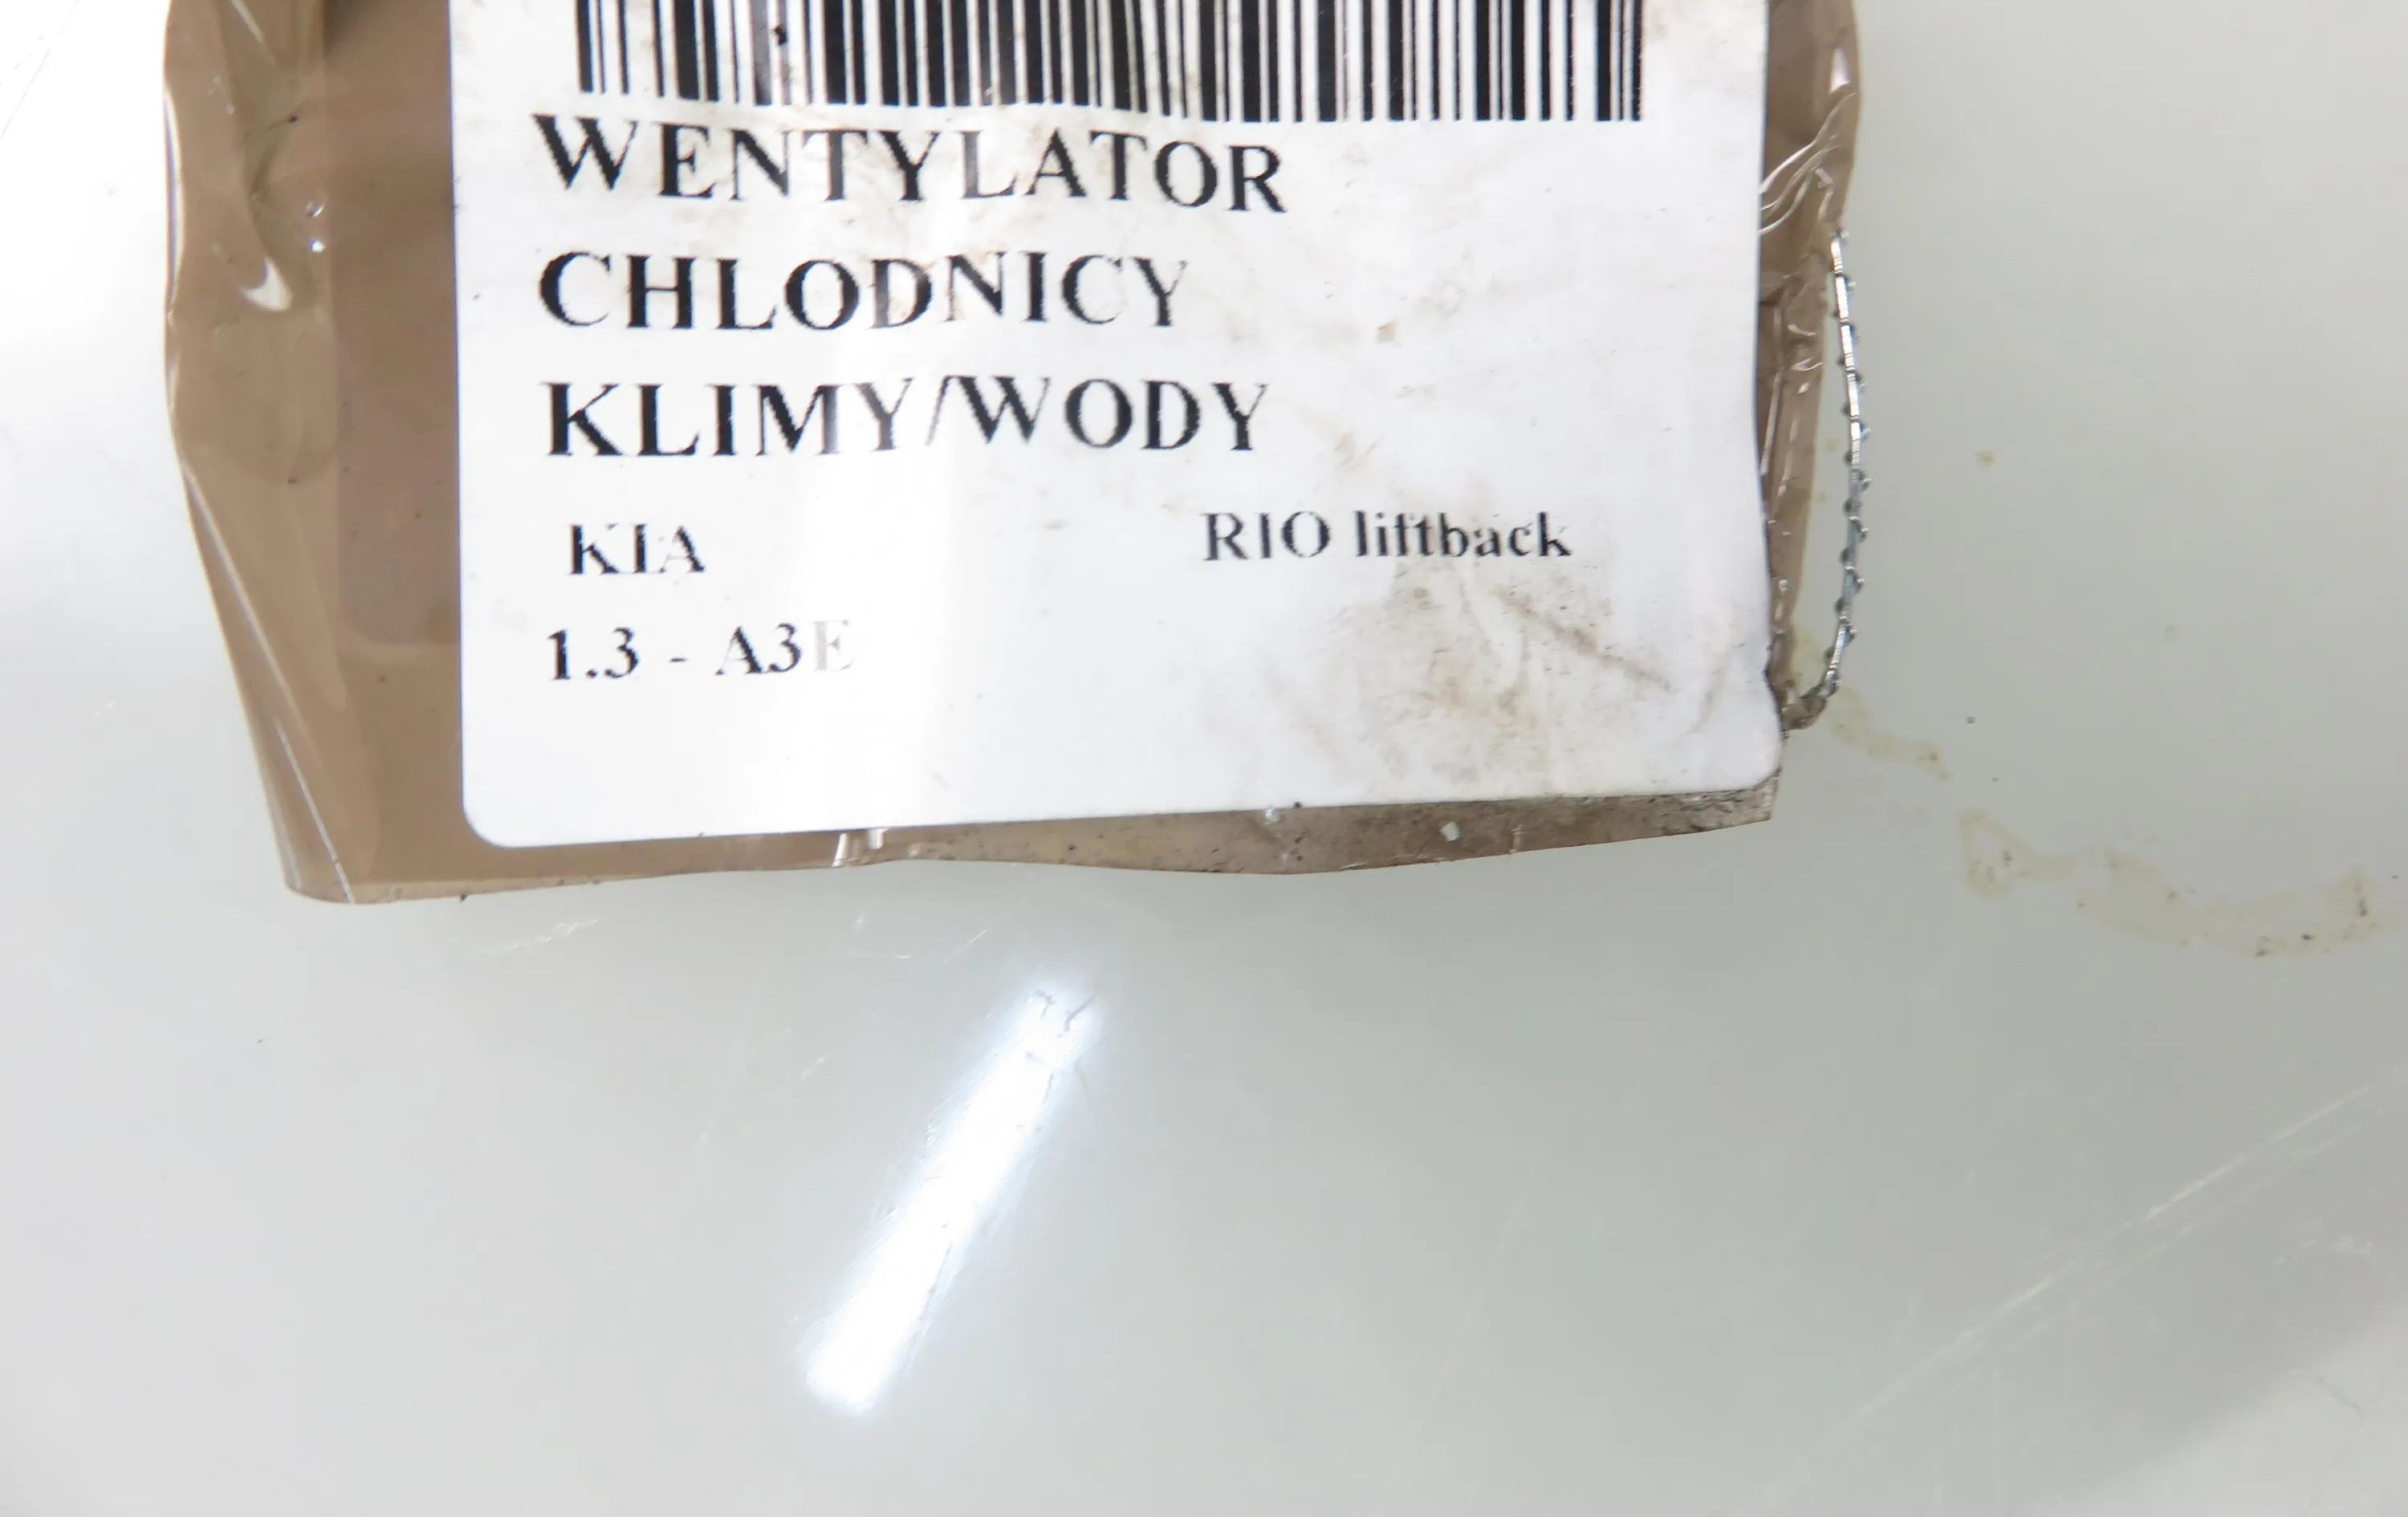 WENTYLATOR
CHLODNICY
KLIMY/WODY
KIA RIO liftback
1.3 - A3E